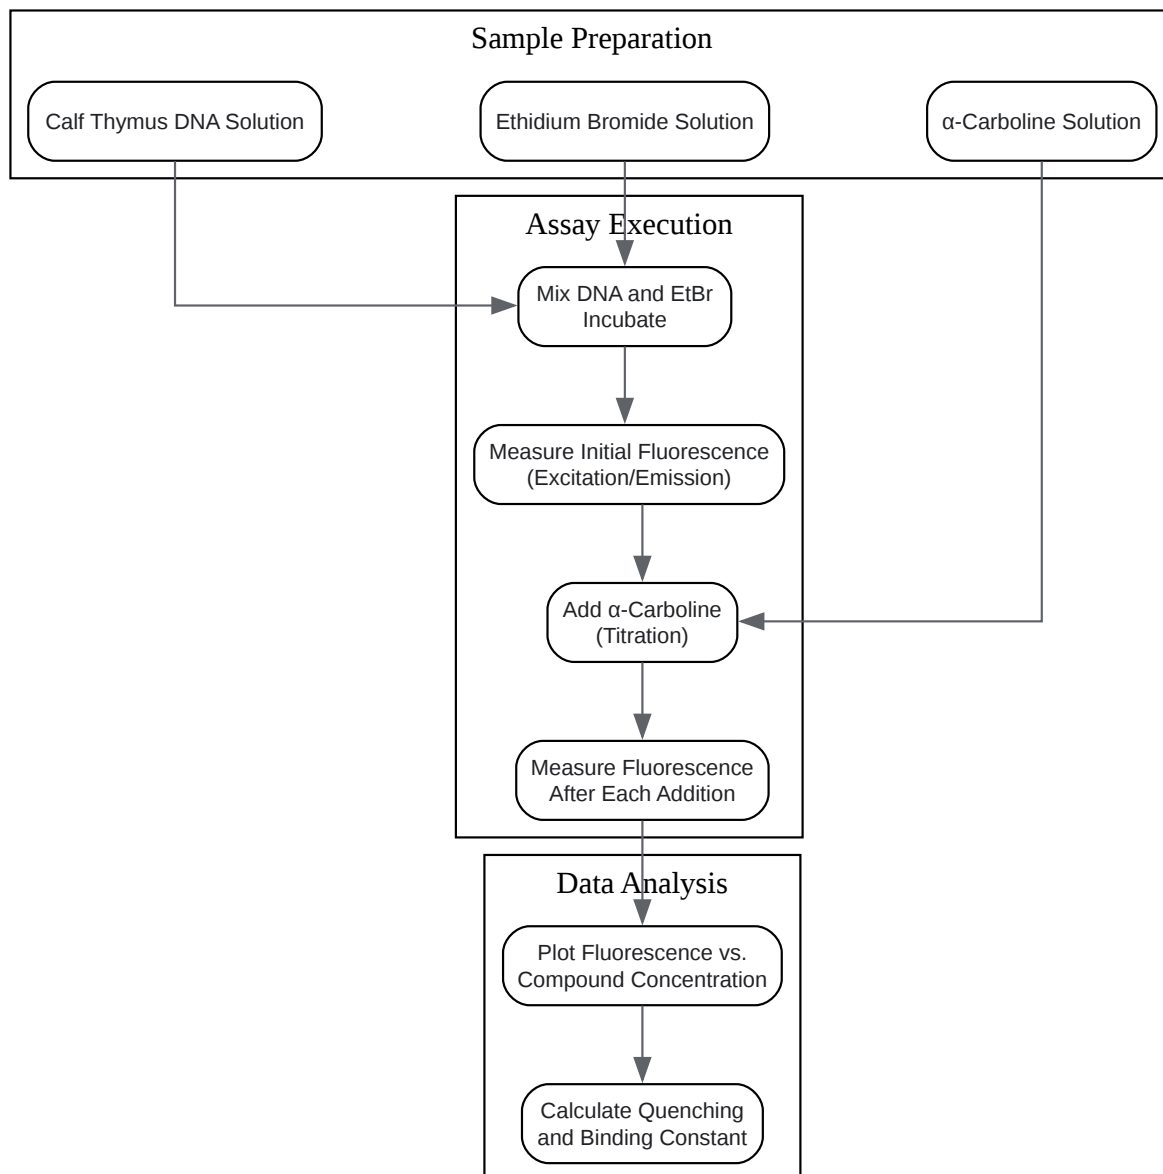 Sample Preparation
Calf Thymus DNA Solution
Ethidium Bromide Solution
α-Carboline Solution
Assay Execution
Mix DNA and EtBr
Incubate
Measure Initial Fluorescence
(Excitation/Emission)
Add α-Carboline
(Titration)
Measure Fluorescence
After Each Addition
Data Analysis
Plot Fluorescence vs.
Compound Concentration
Calculate Quenching
and Binding Constant